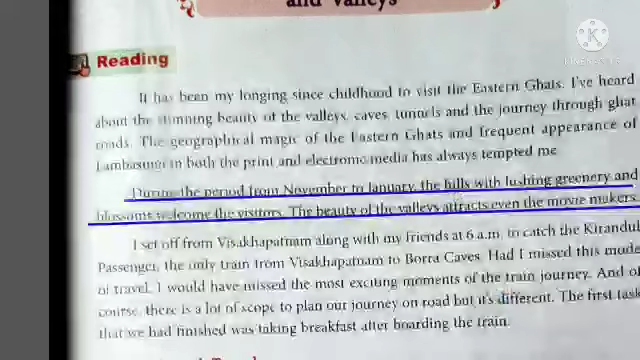 and Valleys
Reading
It has been my longing since childhood to visit the Eastern Ghats. I've heard
about the stunning beauty of the valleys, caves, tunnels and the journey through ghat
roads. The geographical magic of the Eastern Ghats and frequent appearance of
Lambasingi in both the print and electronic media has always tempted me.
During the period from November to January, the hills with lushing greenery and
blossoms welcome the visitors. The beauty of the valleys attracts even the movie makers.
I set off from Visakhapatnam along with my friends at 6 a.m. to catch the Kirandul
Passenger, the only train from Visakhapatnam to Borra Caves. Had I missed this mode
of travel, I would have missed the most exciting moments of the train journey. And of
course, there is a lot of scope to plan our journey on road but it's different. The first task
that we had finished was taking breakfast after boarding the train.